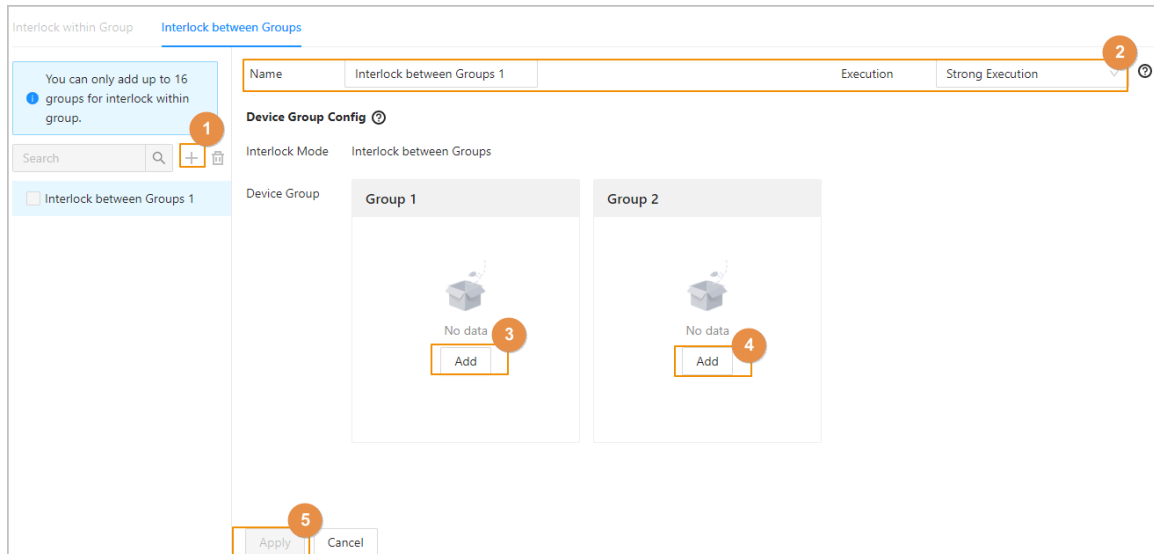 Interlock within Group Interlock between Groups
You can only add up to 16
groups for interlock within
group.
1
Search
Interlock between Groups 1
Name Interlock between Groups 1 Execution Strong Execution
2
Device Group Config
Interlock Mode Interlock between Groups
Device Group
Group 1
No data
3
Add
Group 2
No data
4
Add
5
Apply Cancel